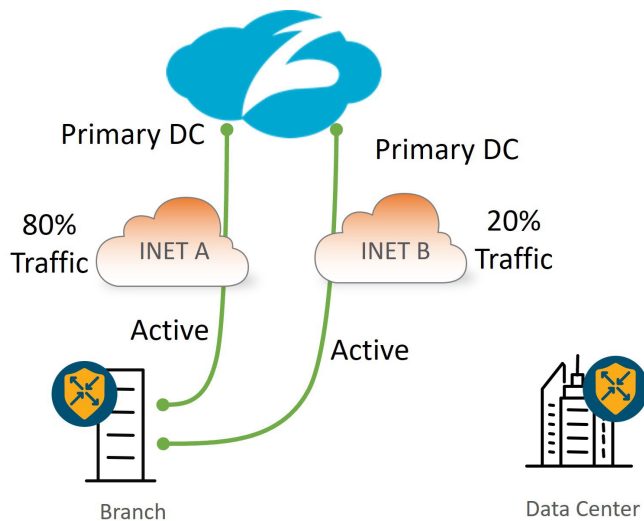 Primary DC
Primary DC
80%
Traffic
INET A
INET B
20%
Traffic
Active
Active
Branch
Data Center